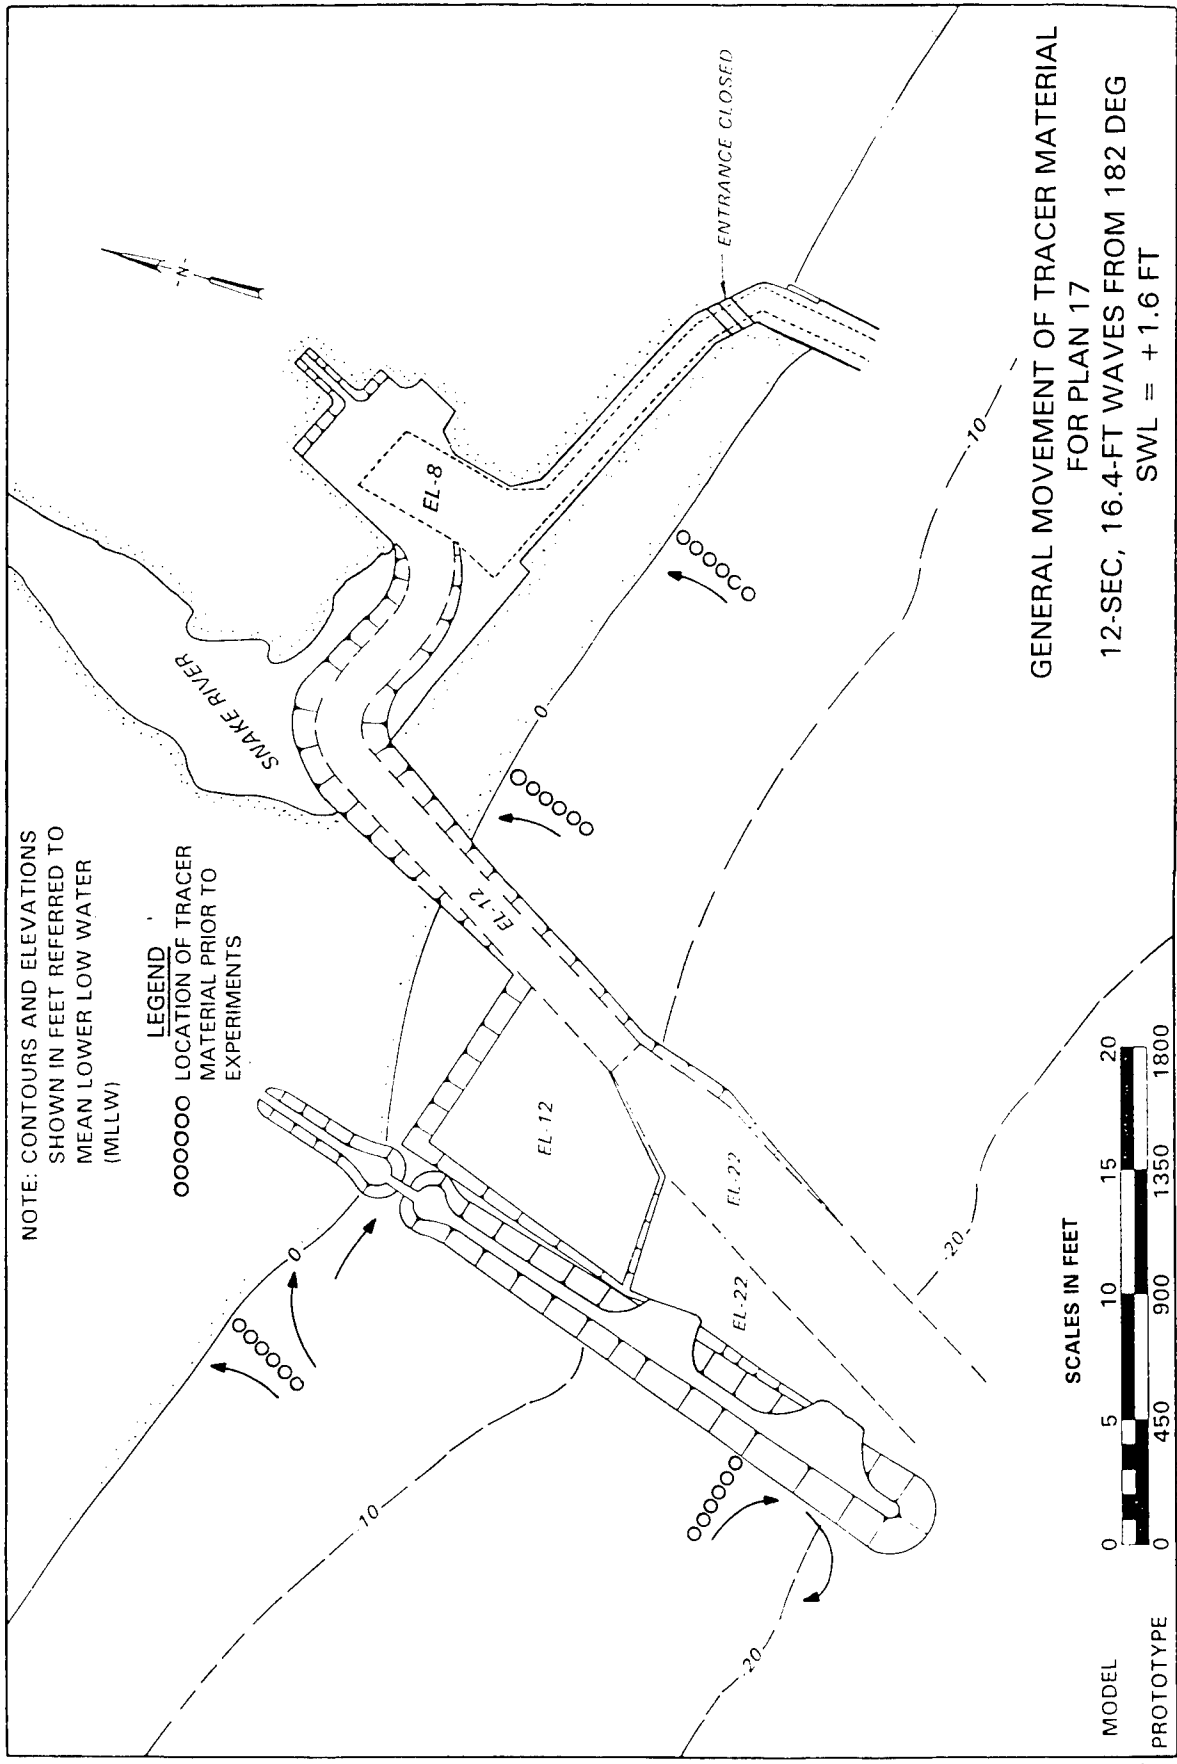 NOTE: CONTOURS AND ELEVATIONS
SHOWN IN FEET REFERRED TO
MEAN LOWER LOW WATER
(MLLW)
LEGEND
OOOOOO LOCATION OF TRACER
MATERIAL PRIOR TO
EXPERIMENTS
SNAKE RIVER
-N-
EL-8
ENTRANCE CLOSED
EL-12
EL-12
EL-22
EL-22
0
0
-10
-10
-20
-20
SCALES IN FEET
MODEL 0 5 10 15 20
PROTOTYPE 0 450 900 1350 1800
GENERAL MOVEMENT OF TRACER MATERIAL
FOR PLAN 17
12-SEC, 16.4-FT WAVES FROM 182 DEG
SWL = +1.6 FT